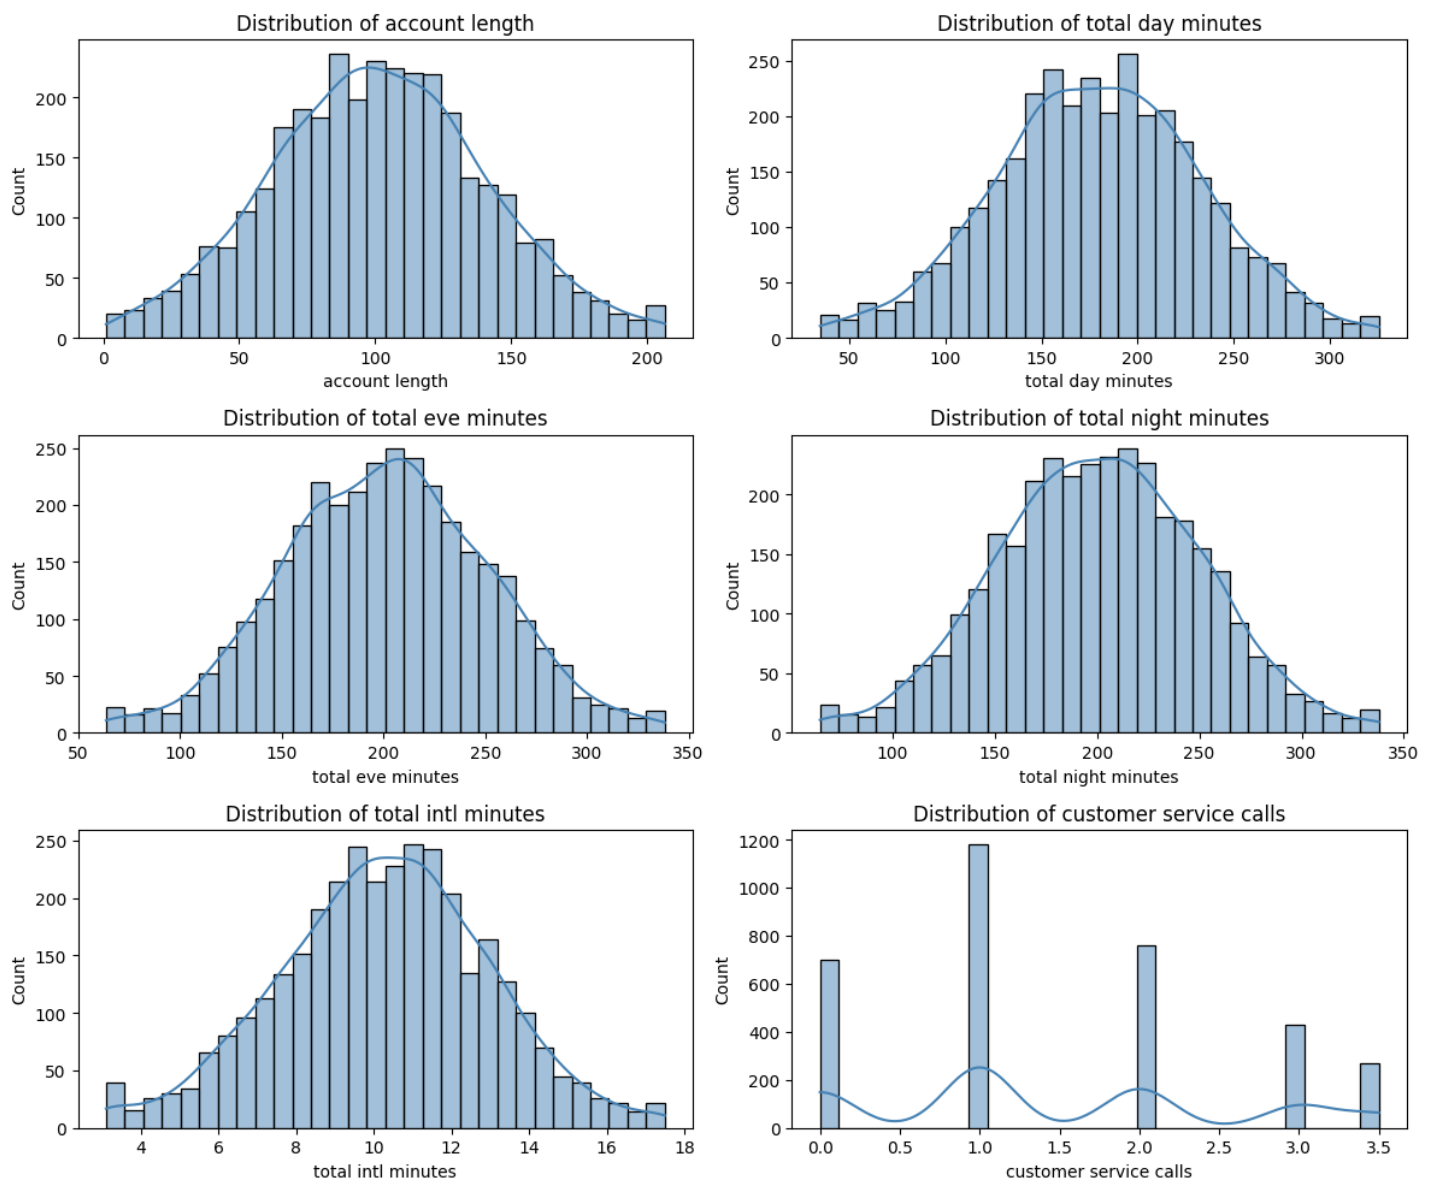 Distribution of account length
Count
200
150
100
50
0
0 50 100 150 200
account length
Distribution of total day minutes
Count
250
200
150
100
50
0
50 100 150 200 250 300
total day minutes
Distribution of total eve minutes
Count
250
200
150
100
50
0
50 100 150 200 250 300 350
total eve minutes
Distribution of total night minutes
Count
200
150
100
50
0
100 150 200 250 300 350
total night minutes
Distribution of total intl minutes
Count
250
200
150
100
50
0
4 6 8 10 12 14 16 18
total intl minutes
Distribution of customer service calls
Count
1200
1000
800
600
400
200
0
0.0 0.5 1.0 1.5 2.0 2.5 3.0 3.5
customer service calls